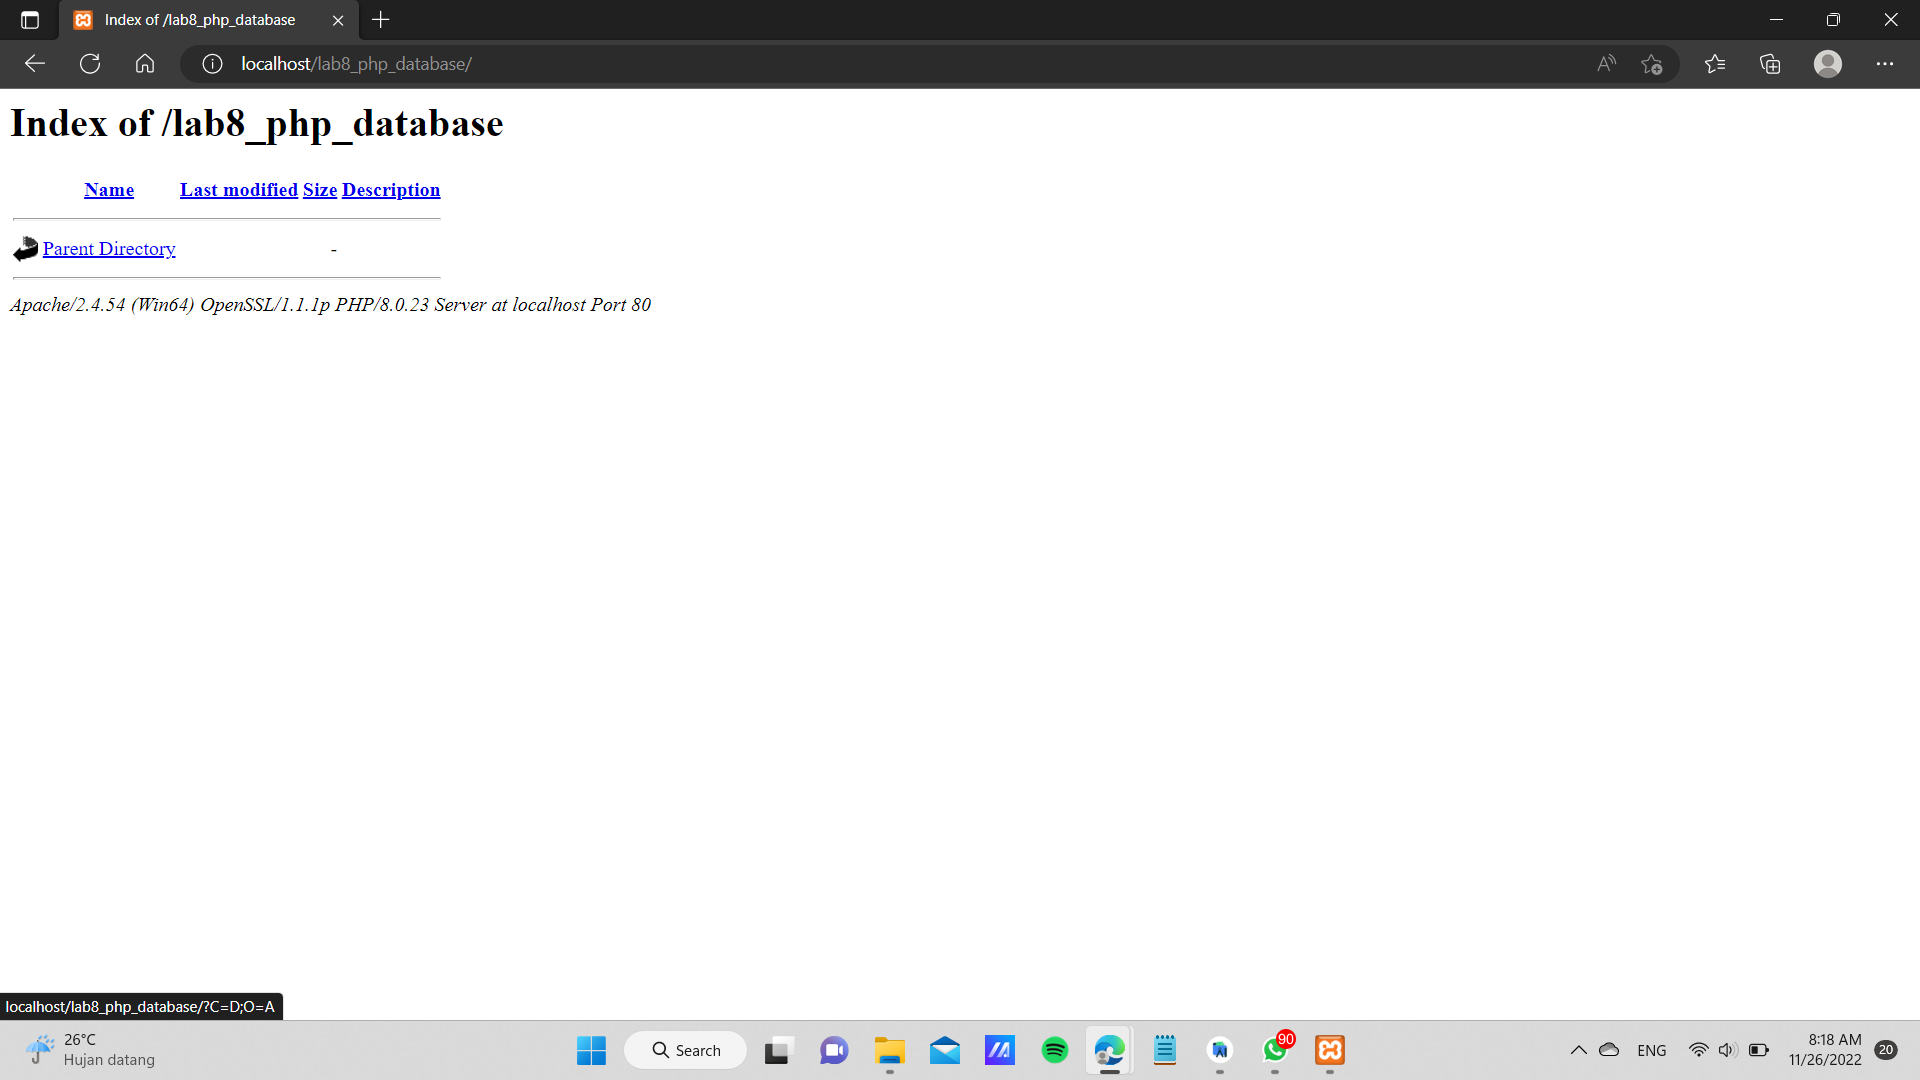 Index of /lab8_php_database
localhost/lab8_php_database/
Index of /lab8_php_database
Name Last modified Size Description
Parent Directory -
Apache/2.4.54 (Win64) OpenSSL/1.1.1p PHP/8.0.23 Server at localhost Port 80
localhost/lab8_php_database/?C=D;O=A
26°C
Hujan datang
Search
90
ENG
8:18 AM
11/26/2022
20